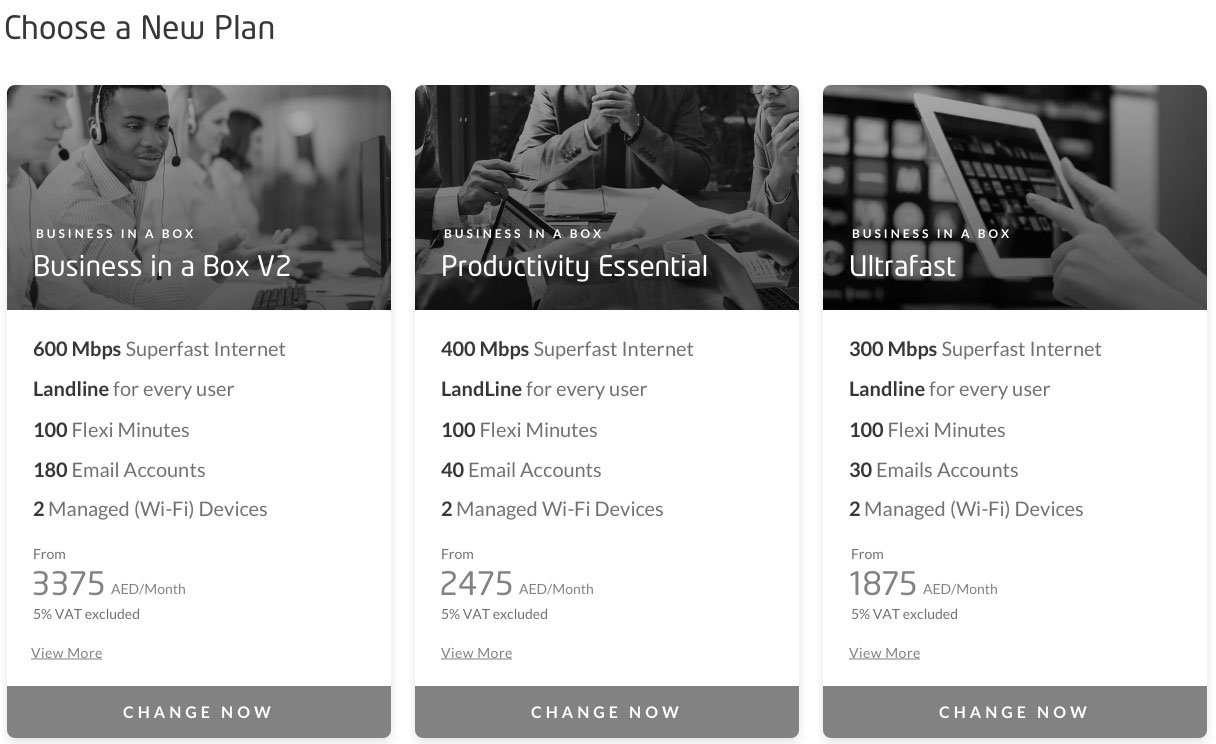 Choose a New Plan
BUSINESS IN A BOX
Business in a Box V2
600 Mbps Superfast Internet
Landline for every user
100 Flexi Minutes
180 Email Accounts
2 Managed (Wi-Fi) Devices
From
3375 AED/Month
5% VAT excluded
View More
CHANGE NOW
BUSINESS IN A BOX
Productivity Essential
400 Mbps Superfast Internet
LandLine for every user
100 Flexi Minutes
40 Email Accounts
2 Managed Wi-Fi Devices
From
2475 AED/Month
5% VAT excluded
View More
CHANGE NOW
BUSINESS IN A BOX
Ultrafast
300 Mbps Superfast Internet
Landline for every user
100 Flexi Minutes
30 Emails Accounts
2 Managed (Wi-Fi) Devices
From
1875 AED/Month
5% VAT excluded
View More
CHANGE NOW